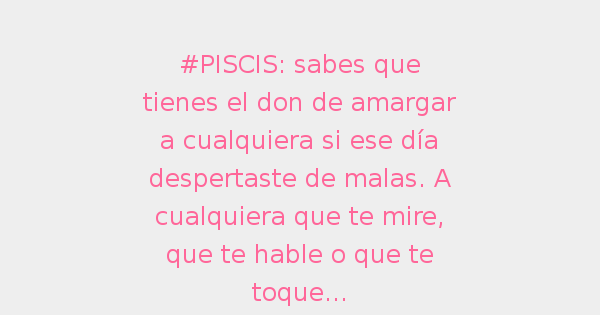 #PISCIS: sabes que
tienes el don de amargar
a cualquiera si ese día
despertaste de malas. A
cualquiera que te mire,
que te hable o que te
toque...